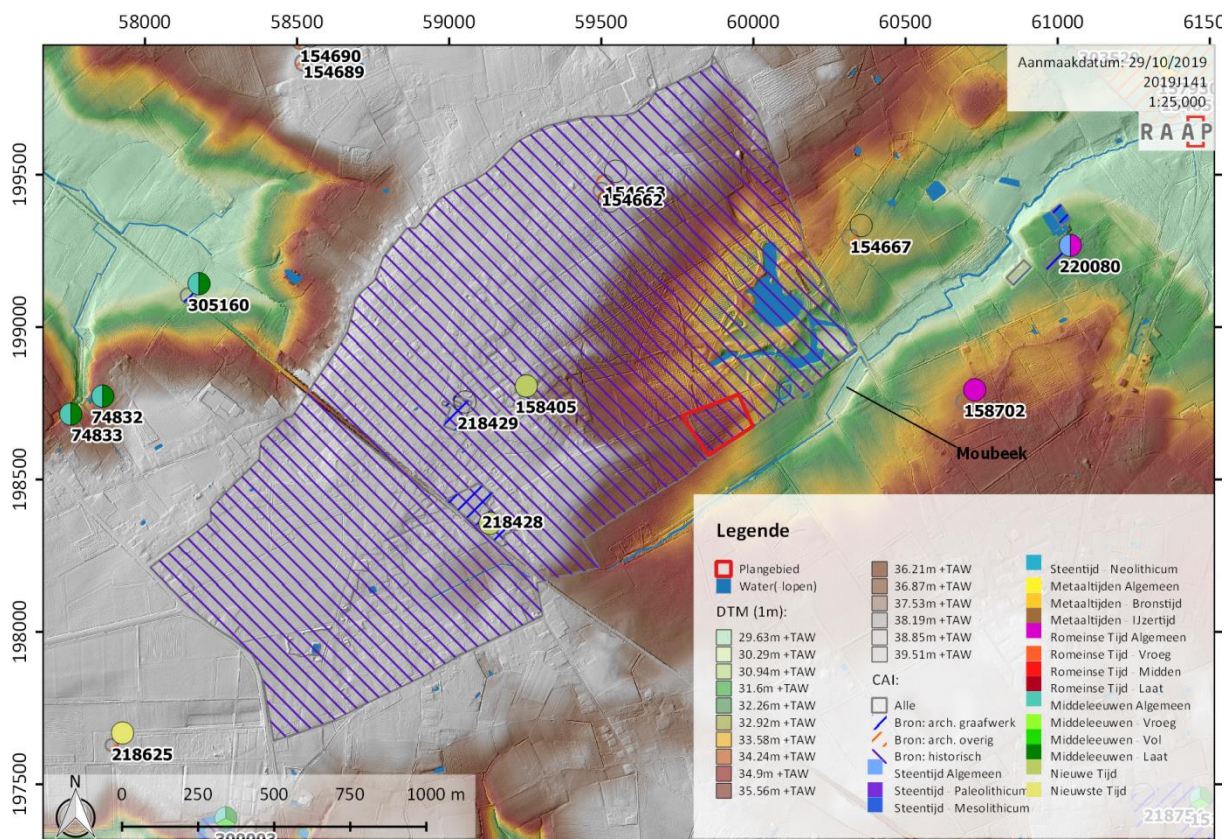 58000 58500 59000 59500 60000 60500 61000 6150
199500
199000
198500
198000
197500
Aanmaakdatum: 29/10/2019
2019J141
1:25,000
RAAP
154690
154689
154662
154667
220080
305160
74832
74833
218429
158405
158702
Moubeek
218428
218625
Legende
Plangebied
Water(-lopen)
DTM (1m):
29.63m +TAW
30.29m +TAW
30.94m +TAW
31.6m +TAW
32.26m +TAW
32.92m +TAW
33.58m +TAW
34.24m +TAW
34.9m +TAW
35.56m +TAW
36.21m +TAW
36.87m +TAW
37.53m +TAW
38.19m +TAW
38.85m +TAW
39.51m +TAW
CAI:
Alle
Bron: arch. graafwerk
Bron: arch. overig
Bron: historisch
Steentijd Algemeen
Steentijd - Paleolithicum
Steentijd - Mesolithicum
Steentijd - Neolithicum
Metaaltijden Algemeen
Metaaltijden - Bronstijd
Metaaltijden - IJzertijd
Romeinse Tijd Algemeen
Romeinse Tijd - Vroeg
Romeinse Tijd - Midden
Romeinse Tijd - Laat
Middeleeuwen Algemeen
Middeleeuwen - Vroeg
Middeleeuwen - Vol
Middeleeuwen - Laat
Nieuwe Tijd
Nieuwste Tijd
N
0 250 500 750 1000 m